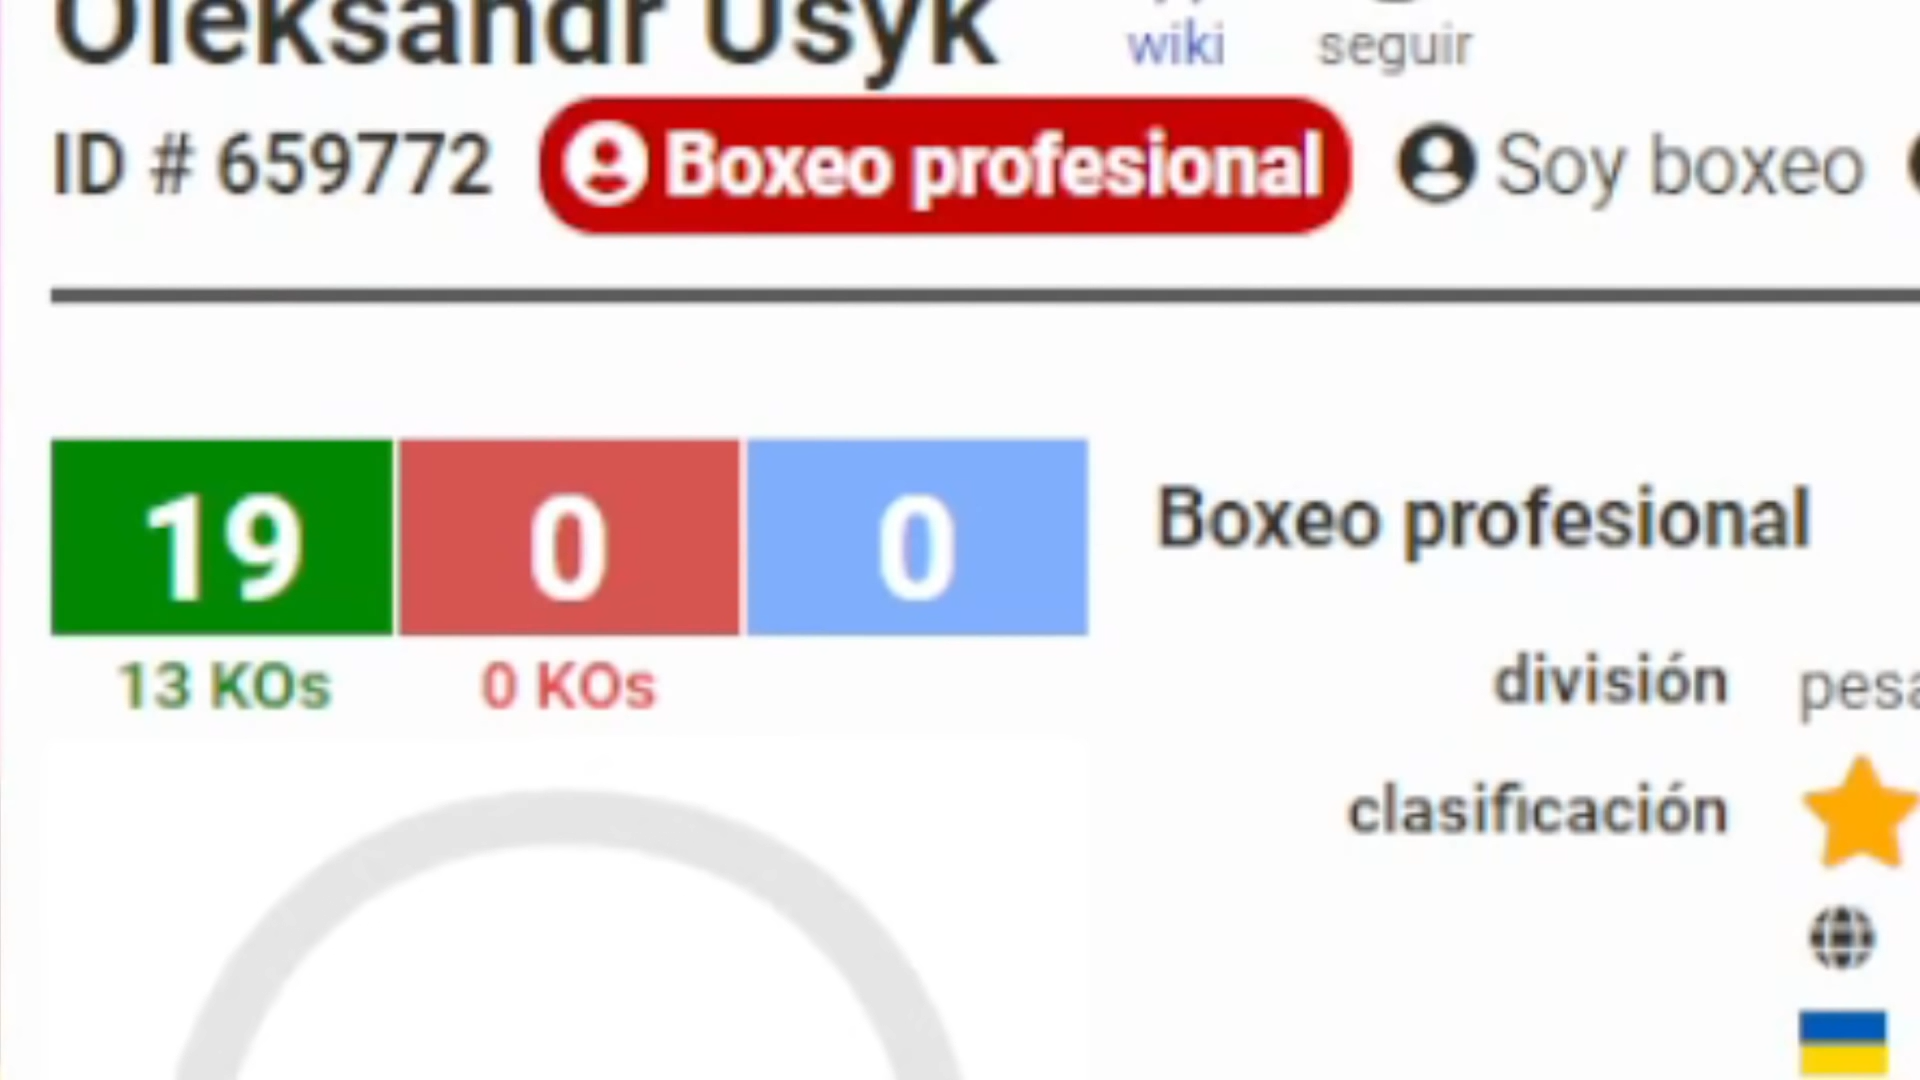 Oleksandr Usyk
wiki seguir
ID # 659772 Boxeo profesional Soy boxeo
19 0 0
Boxeo profesional
13 KOs 0 KOs
división
clasificación